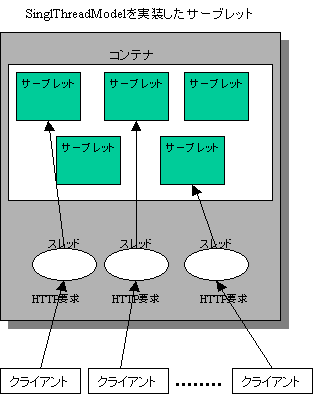 SinglThreadModelを実装したサーブレット
コンテナ
サーブレット サーブレット サーブレット
サーブレット サーブレット
スレッド スレッド スレッド
HTTP要求 HTTP要求 HTTP要求
クライアント クライアント ........ クライアント